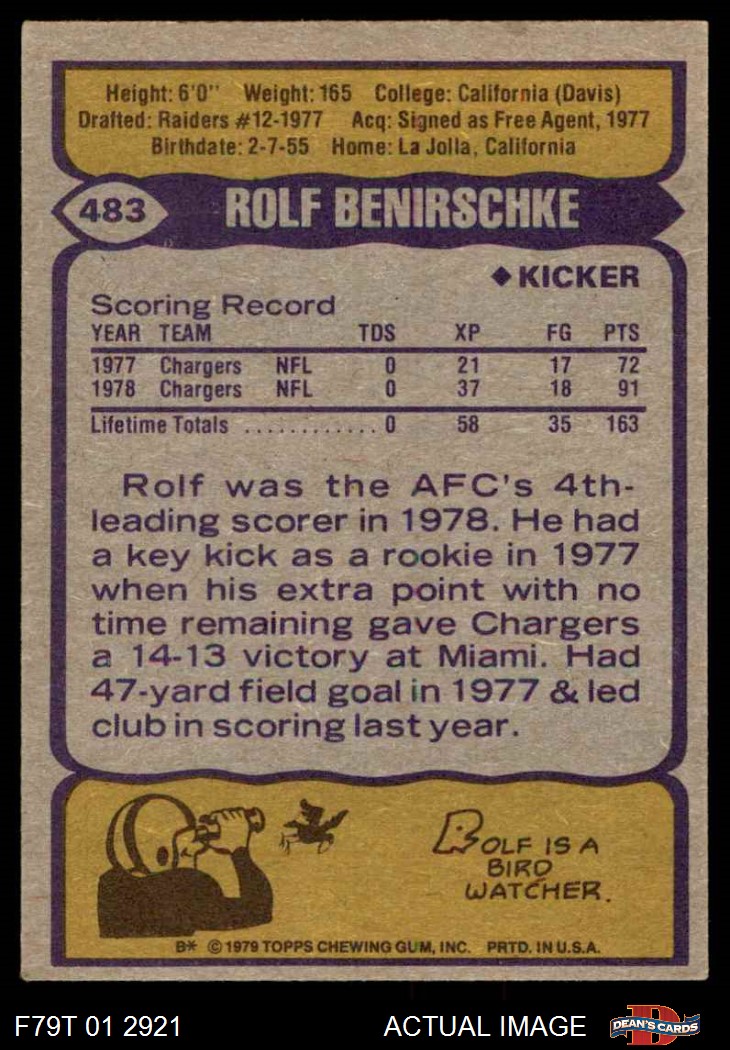 Height: 6'0" Weight: 165 College: California (Davis)
Drafted: Raiders #12-1977 Acq: Signed as Free Agent, 1977
Birthdate: 2-7-55 Home: La Jolla, California
483 ROLF BENIRSCHKE
◆ KICKER
Scoring Record
YEAR TEAM TDS XP FG PTS
1977 Chargers NFL 0 21 17 72
1978 Chargers NFL 0 37 18 91
Lifetime Totals ............ 0 58 35 163
Rolf was the AFC's 4th-
leading scorer in 1978. He had
a key kick as a rookie in 1977
when his extra point with no
time remaining gave Chargers
a 14-13 victory at Miami. Had
47-yard field goal in 1977 & led
club in scoring last year.
ROLF IS A
BIRD
WATCHER.
B* © 1979 TOPPS CHEWING GUM, INC. PRTD. IN U.S.A.
F79T 01 2921 ACTUAL IMAGE D DEAN'S CARDS